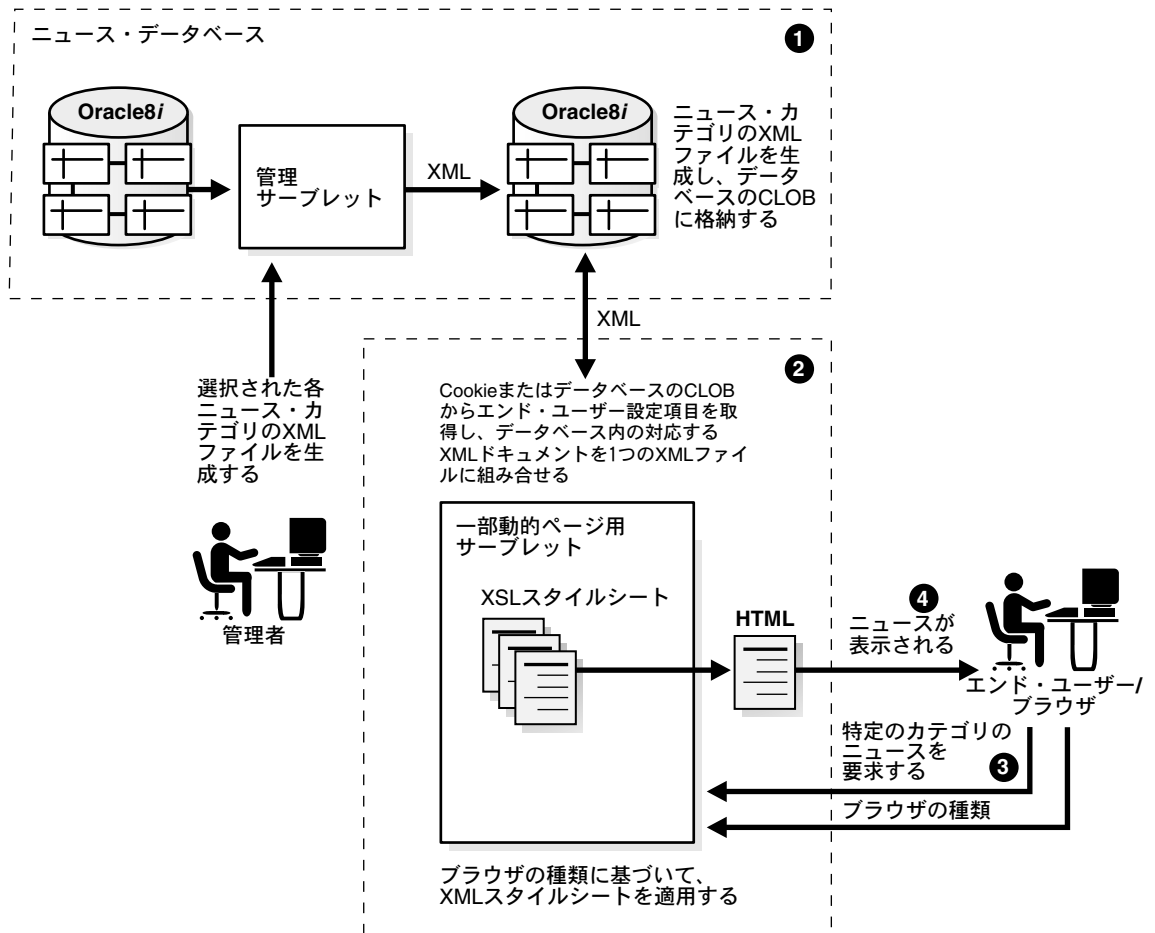 ニュース・データベース
❶
Oracle8i
管理
サーブレット
XML
Oracle8i
ニュース・カ
テゴリのXML
ファイルを生
成し、データ
ベースのCLOB
に格納する
XML
選択された各
ニュース・カ
テゴリのXML
ファイルを生
成する
管理者
❷
CookieまたはデータベースのCLOB
からエンド・ユーザー設定項目を取
得し、データベース内の対応する
XMLドキュメントを1つのXMLファイ
ルに組み合せる
一部動的ページ用
サーブレット
XSLスタイルシート
HTML
❹
ニュースが
表示される
エンド・ユーザー/
ブラウザ
特定のカテゴリの
ニュースを
要求する
❸
ブラウザの種類
ブラウザの種類に基づいて、
XMLスタイルシートを適用する